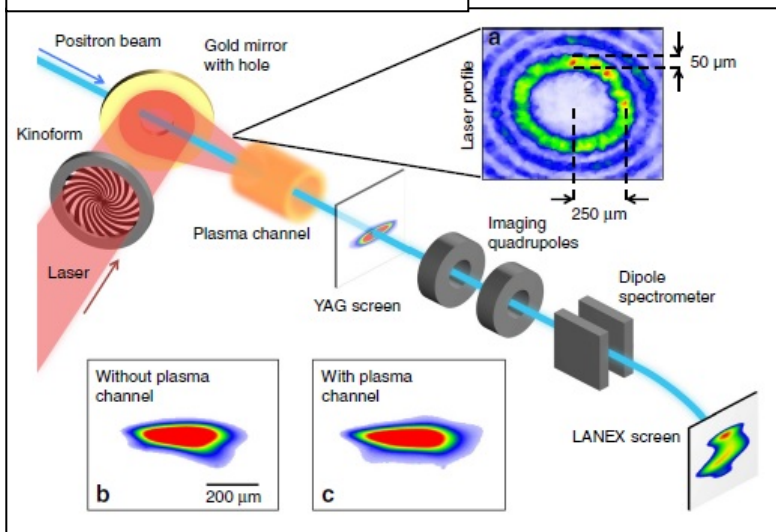 Positron beam
Gold mirror
with hole
Kinoform
Laser
Plasma channel
a
Laser profile
50 µm
250 µm
YAG screen
Imaging
quadrupoles
Dipole
spectrometer
LANEX screen
Without plasma
channel
b
200 µm
With plasma
channel
c